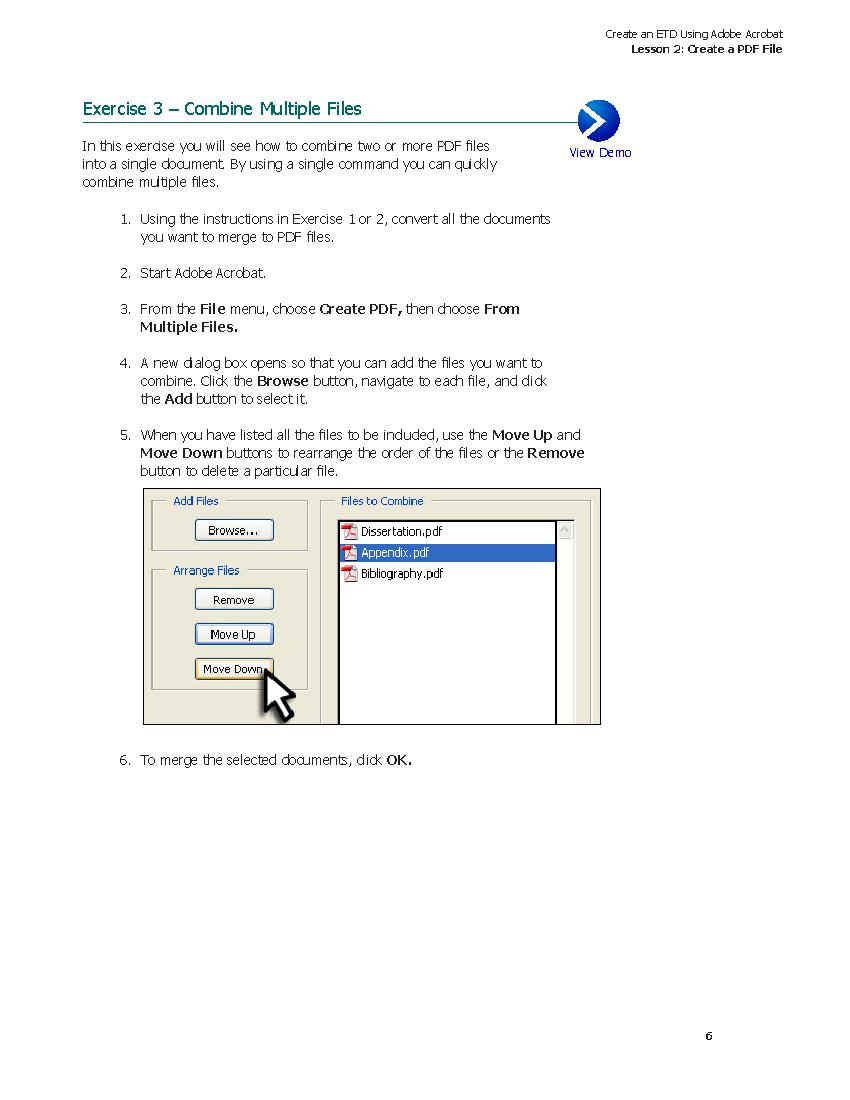 Create an ETD Using Adobe Acrobat
Lesson 2: Create a PDF File
Exercise 3 – Combine Multiple Files
View Demo
In this exercise you will see how to combine two or more PDF files
into a single document. By using a single command you can quickly
combine multiple files.
1. Using the instructions in Exercise 1 or 2, convert all the documents
you want to merge to PDF files.
2. Start Adobe Acrobat.
3. From the File menu, choose Create PDF, then choose From
Multiple Files.
4. A new dialog box opens so that you can add the files you want to
combine. Click the Browse button, navigate to each file, and click
the Add button to select it.
5. When you have listed all the files to be included, use the Move Up and
Move Down buttons to rearrange the order of the files or the Remove
button to delete a particular file.
Add Files
Browse...
Arrange Files
Remove
Move Up
Move Down
Files to Combine
Dissertation.pdf
Appendix.pdf
Bibliography.pdf
6. To merge the selected documents, click OK.
6